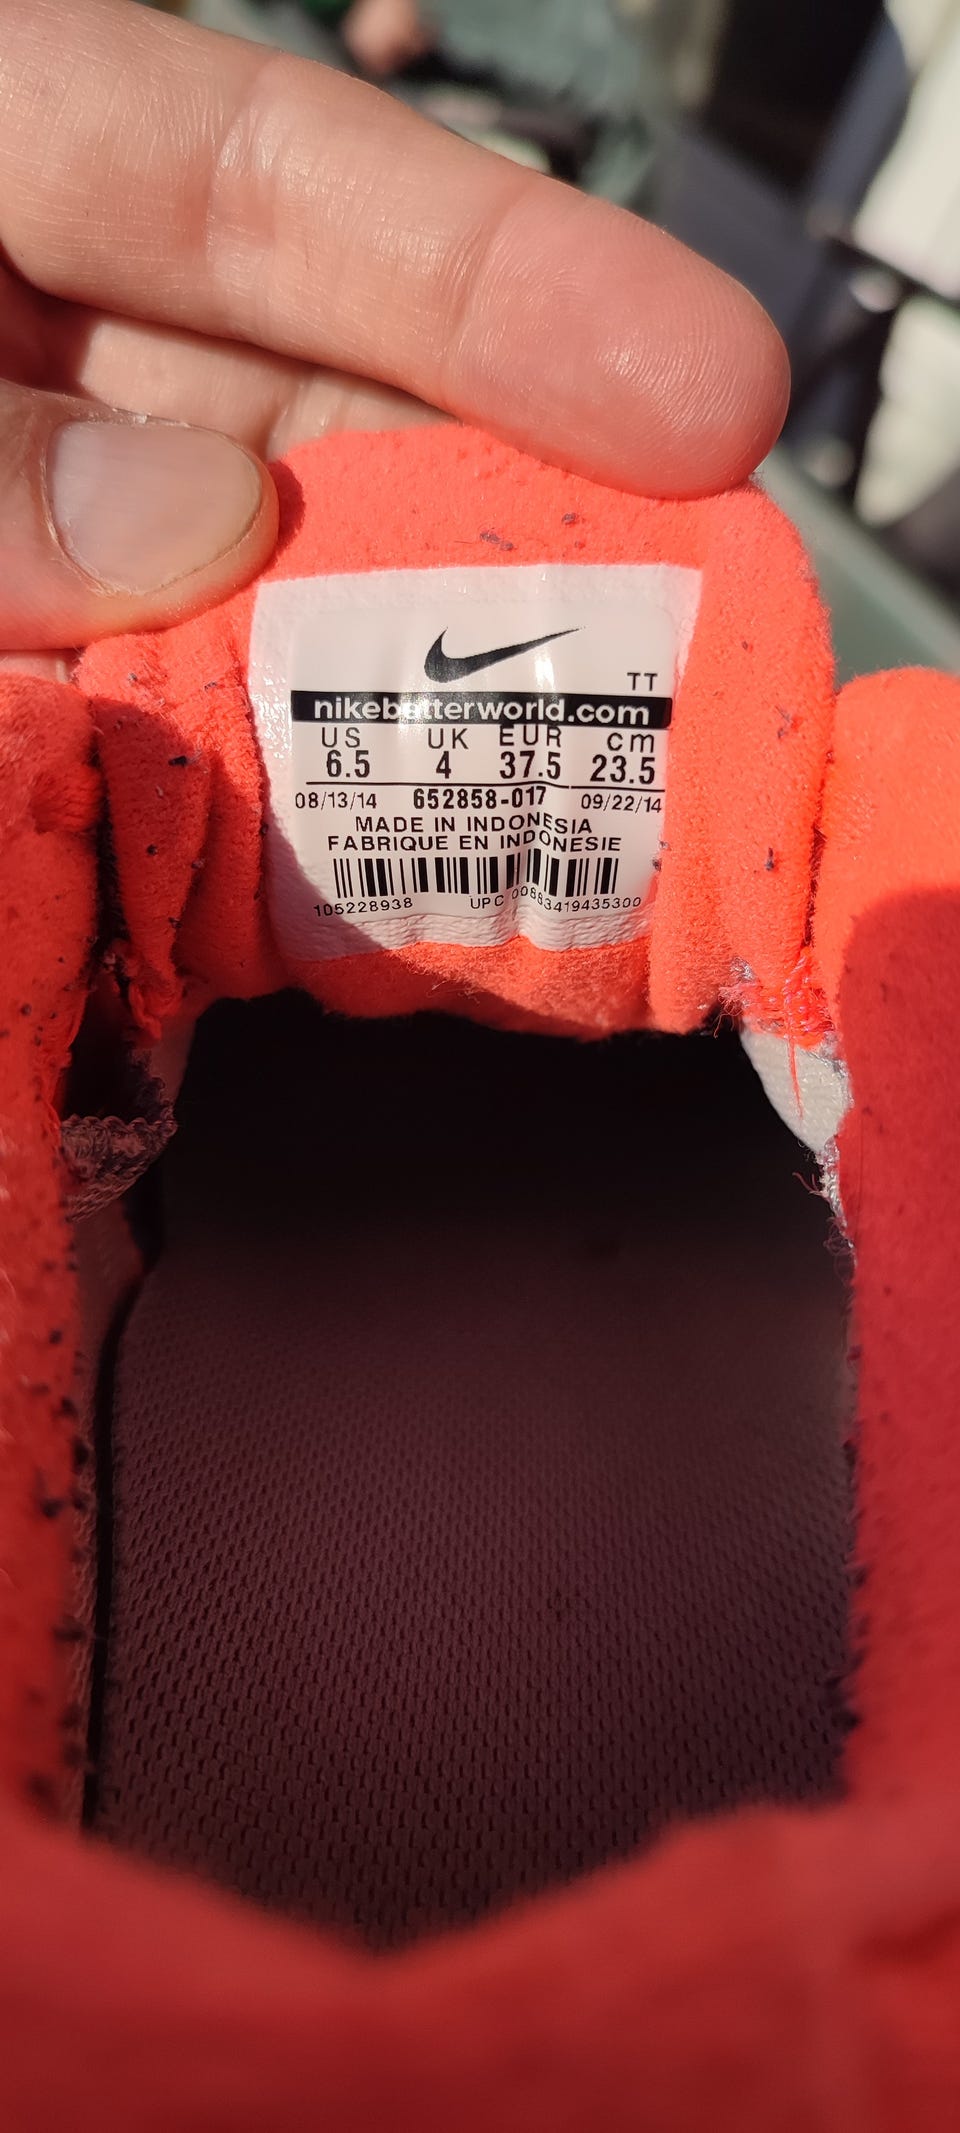 TT
nikebetterworld.com
US UK EUR cm
6.5 4 37.5 23.5
08/13/14 652858-017 09/22/14
MADE IN INDONESIA
FABRIQUE EN INDONESIE
105228938 UPC 00883419435300